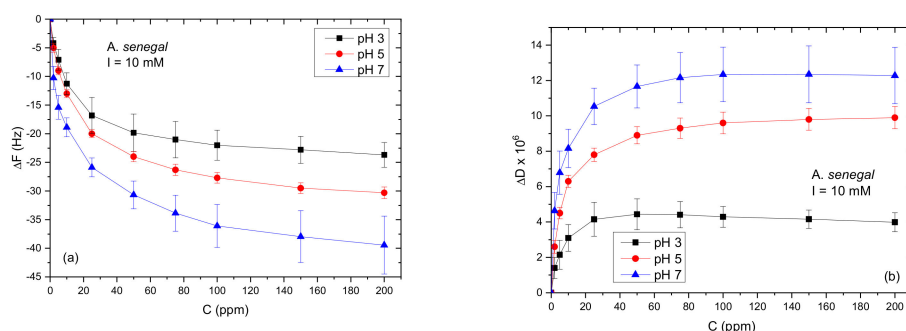 A. senegal
I = 10 mM
pH 3
pH 5
pH 7
0
-5
-10
-15
-20
-25
-30
-35
-40
-45
ΔF (Hz)
(a)
0 20 40 60 80 100 120 140 160 180 200
C (ppm)
14
12
10
8
6
4
2
0
ΔD x 10⁶
A. senegal
I = 10 mM
pH 3
pH 5
pH 7
(b)
0 20 40 60 80 100 120 140 160 180 200
C (ppm)